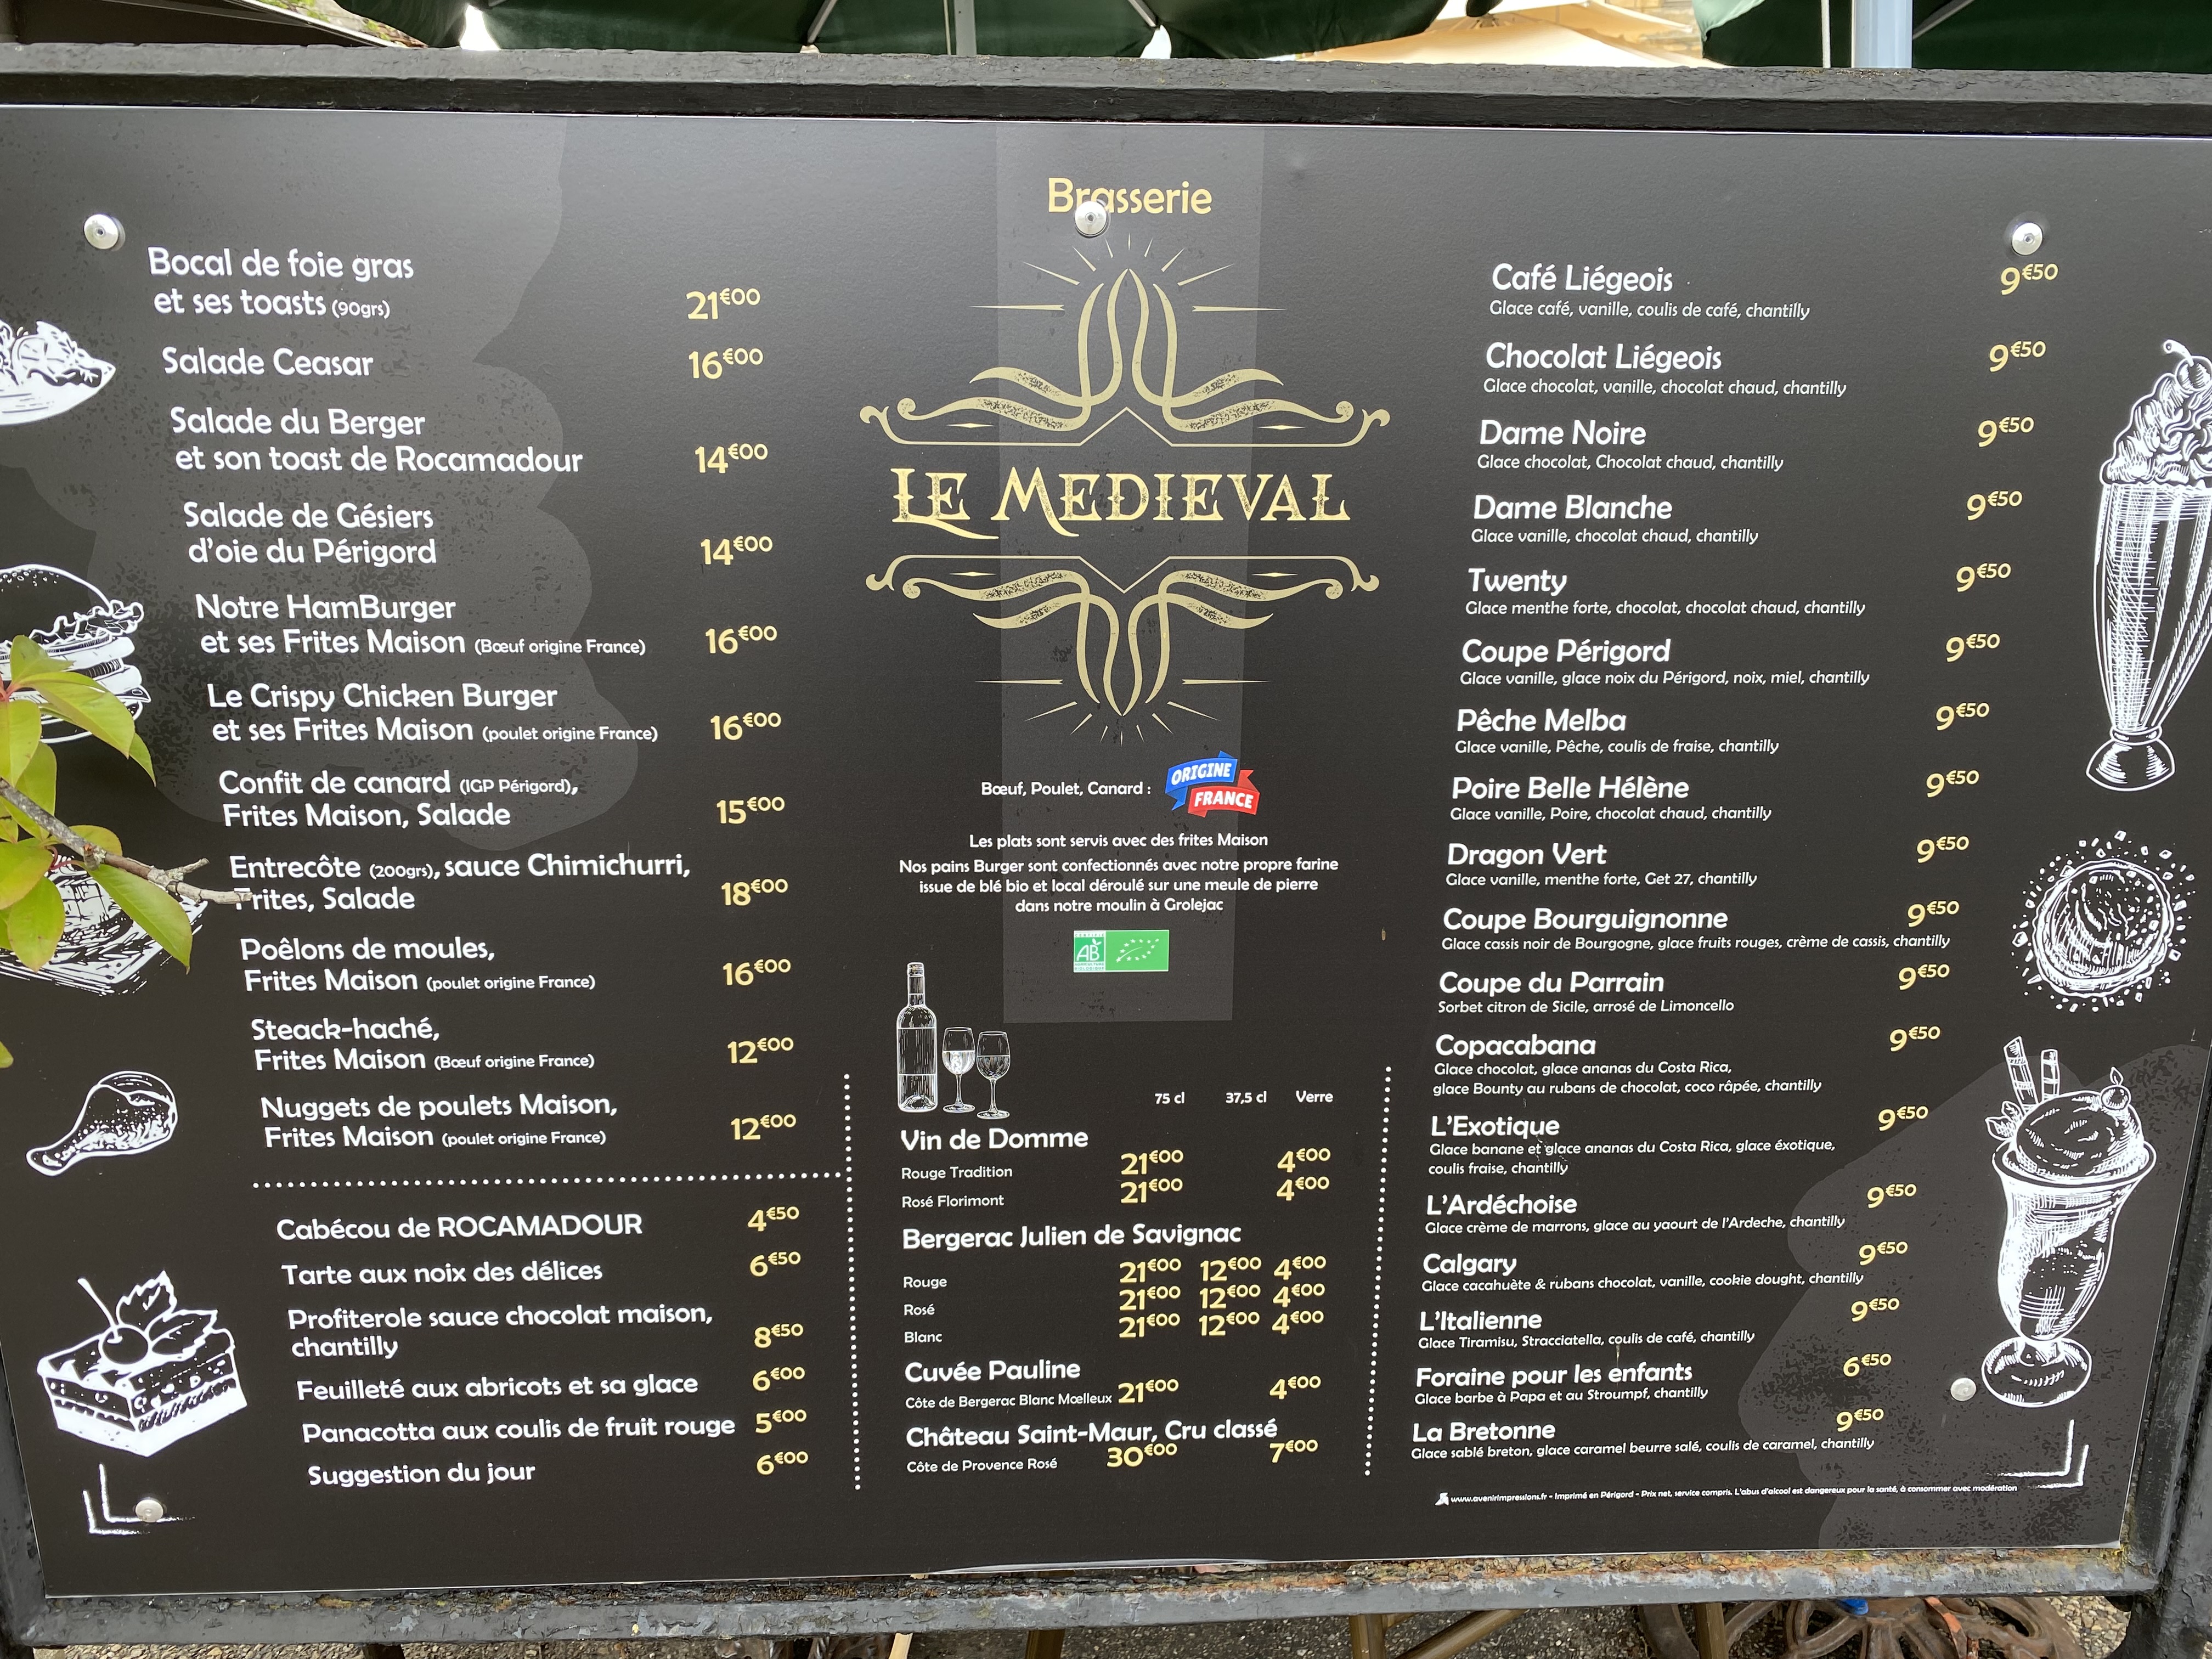 Brasserie
LE MEDIEVAL
Bocal de foie gras
et ses toasts (90grs) 21€00
Salade Ceasar 16€00
Salade du Berger
et son toast de Rocamadour 14€00
Salade de Gésiers
d'oie du Périgord 14€00
Notre HamBurger
et ses Frites Maison (Bœuf origine France) 16€00
Le Crispy Chicken Burger
et ses Frites Maison (poulet origine France) 16€00
Confit de canard (IGP Périgord),
Frites Maison, Salade 15€00
Entrecôte (200grs), sauce Chimichurri,
Frites, Salade 18€00
Poêlons de moules,
Frites Maison (poulet origine France) 16€00
Steack-haché,
Frites Maison (Bœuf origine France) 12€00
Nuggets de poulets Maison,
Frites Maison (poulet origine France) 12€00
Cabécou de ROCAMADOUR 4€50
Tarte aux noix des délices 6€50
Profiterole sauce chocolat maison,
chantilly 8€50
Feuilleté aux abricots et sa glace 6€00
Panacotta aux coulis de fruit rouge 5€00
Suggestion du jour 6€00
Bœuf, Poulet, Canard : ORIGINE
FRANCE
Les plats sont servis avec des frites Maison
Nos pains Burger sont confectionnés avec notre propre farine
issue de blé bio et local déroulé sur une meule de pierre
dans notre moulin à Grolejac
AB
75 cl 37,5 cl Verre
Vin de Domme
Rouge Tradition 21€00 4€00
Rosé Florimont 21€00 4€00
Bergerac Julien de Savignac
Rouge 21€00 12€00 4€00
Rosé 21€00 12€00 4€00
Blanc 21€00 12€00 4€00
Cuvée Pauline
Côte de Bergerac Blanc Mœlleux 21€00 4€00
Château Saint-Maur, Cru classé
Côte de Provence Rosé 30€00 7€00
Café Liégeois 9€50
Glace café, vanille, coulis de café, chantilly
Chocolat Liégeois 9€50
Glace chocolat, vanille, chocolat chaud, chantilly
Dame Noire 9€50
Glace chocolat, Chocolat chaud, chantilly
Dame Blanche 9€50
Glace vanille, chocolat chaud, chantilly
Twenty 9€50
Glace menthe forte, chocolat, chocolat chaud, chantilly
Coupe Périgord 9€50
Glace vanille, glace noix du Périgord, noix, miel, chantilly
Pêche Melba 9€50
Glace vanille, Pêche, coulis de fraise, chantilly
Poire Belle Hélène 9€50
Glace vanille, Poire, chocolat chaud, chantilly
Dragon Vert 9€50
Glace vanille, menthe forte, Get 27, chantilly
Coupe Bourguignonne 9€50
Glace cassis noir de Bourgogne, glace fruits rouges, crème de cassis, chantilly
Coupe du Parrain 9€50
Sorbet citron de Sicile, arrosé de Limoncello
Copacabana 9€50
Glace chocolat, glace ananas du Costa Rica,
glace Bounty au rubans de chocolat, coco râpée, chantilly
L'Exotique 9€50
Glace banane et glace ananas du Costa Rica, glace éxotique,
coulis fraise, chantilly
L'Ardéchoise 9€50
Glace crème de marrons, glace au yaourt de l'Ardeche, chantilly
Calgary 9€50
Glace cacahuète & rubans chocolat, vanille, cookie dought, chantilly
L'Italienne 9€50
Glace Tiramisu, Stracciatella, coulis de café, chantilly
Foraine pour les enfants 6€50
Glace barbe à Papa et au Stroumpf, chantilly
La Bretonne 9€50
Glace sablé breton, glace caramel beurre salé, coulis de caramel, chantilly
www.avenirimpressions.fr - Imprimé en Périgord - Prix net, service compris. L'abus d'alcool est dangereux pour la santé, à consommer avec modération